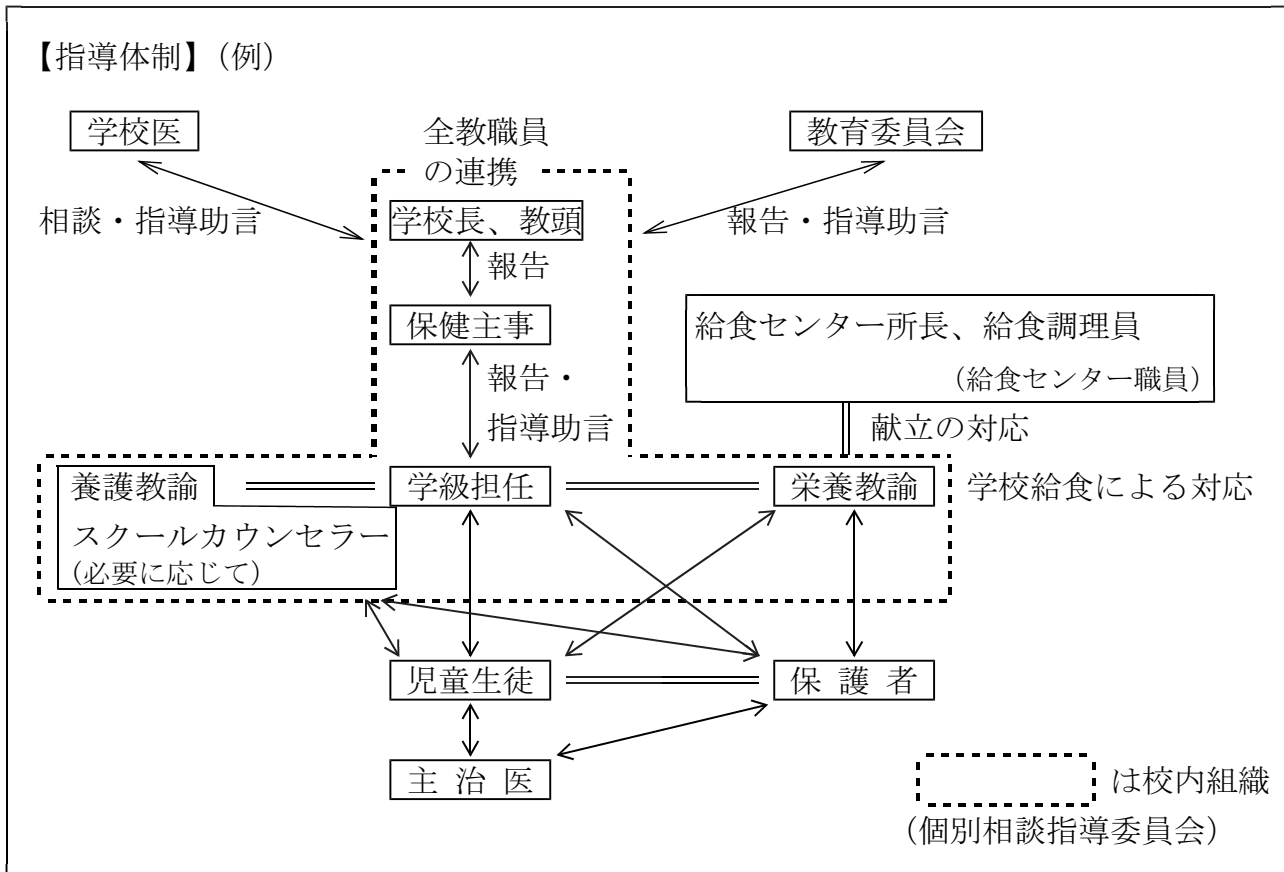 【指導体制】(例)
学校医
全教職員
の連携
教育委員会
相談・指導助言
学校長、教頭
報告・指導助言
報告
保健主事
給食センター所長、給食調理員
(給食センター職員)
報告・
指導助言
献立の対応
養護教諭
学級担任
栄養教諭
学校給食による対応
スクールカウンセラー
(必要に応じて)
児童生徒
保 護 者
主 治 医
は校内組織
(個別相談指導委員会)